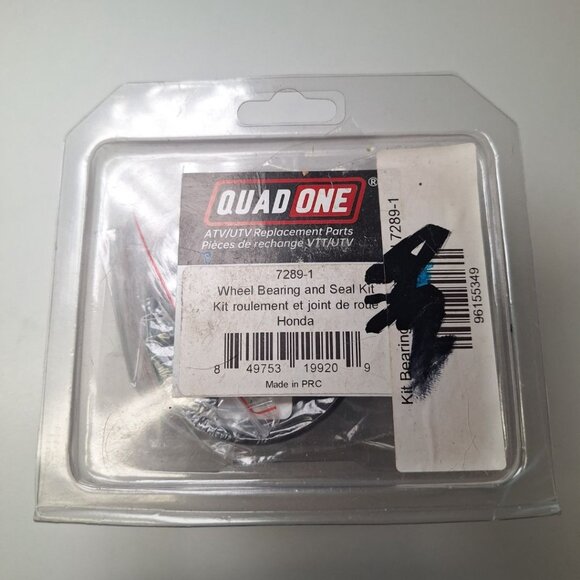 QUAD ONE ®
ATV/UTV Replacement Parts
Pièces de rechange VTT/UTV
7289-1
Wheel Bearing and Seal Kit
Kit roulement et joint de roue
Honda
8 49753 19920 9
Made in PRC
Kit Bearing 7289-1
96155349